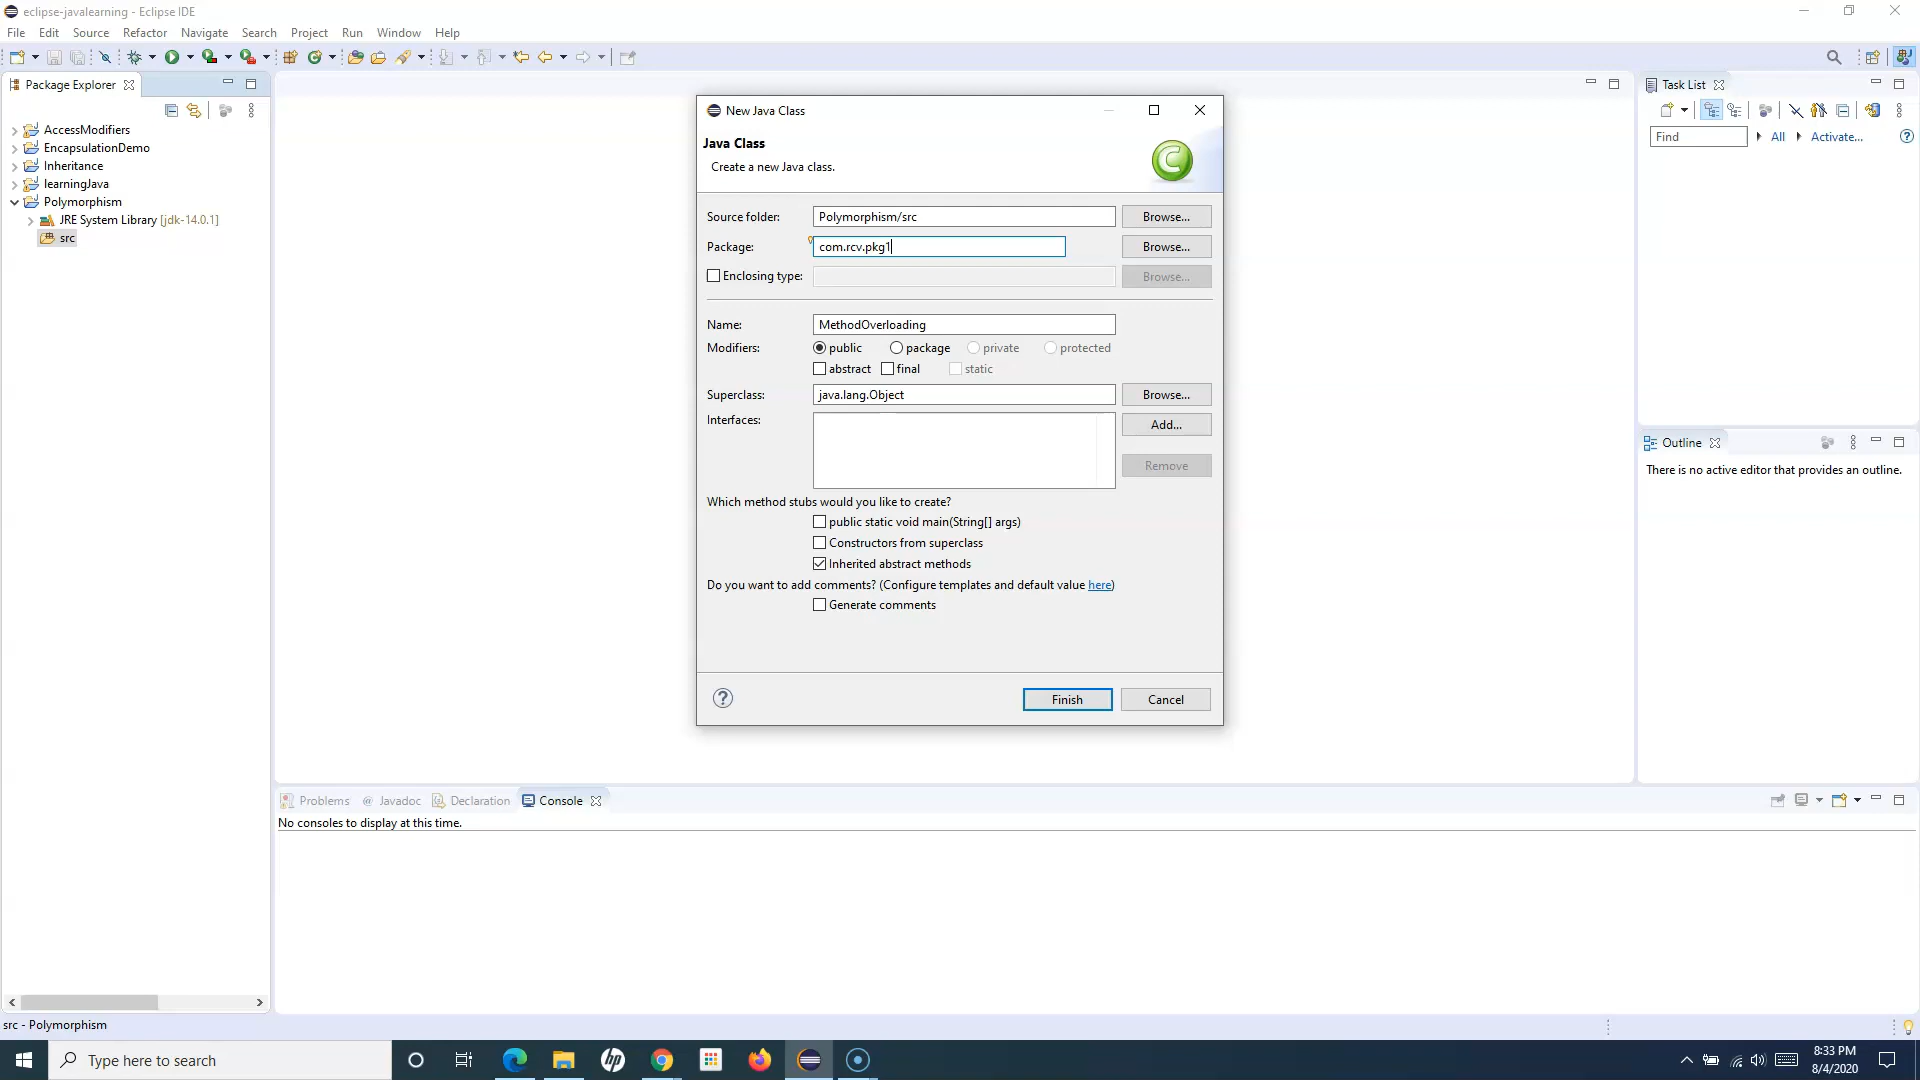 eclipse-javalearning - Eclipse IDE
File Edit Source Refactor Navigate Search Project Run Window Help
Package Explorer
AccessModifiers
EncapsulationDemo
Inheritance
learningJava
Polymorphism
JRE System Library [jdk-14.0.1]
src
New Java Class
Java Class
Create a new Java class.
Source folder: Polymorphism/src Browse...
Package: com.rcv.pkg1 Browse...
Enclosing type: Browse...
Name: MethodOverloading
Modifiers: public package private protected
abstract final static
Superclass: java.lang.Object Browse...
Interfaces: Add...
Remove
Which method stubs would you like to create?
public static void main(String[] args)
Constructors from superclass
Inherited abstract methods
Do you want to add comments? (Configure templates and default value here)
Generate comments
? Finish Cancel
Task List
Find All Activate... ?
Outline
There is no active editor that provides an outline.
Problems @ Javadoc Declaration Console
No consoles to display at this time.
src - Polymorphism
Type here to search
hp
8:33 PM
8/4/2020